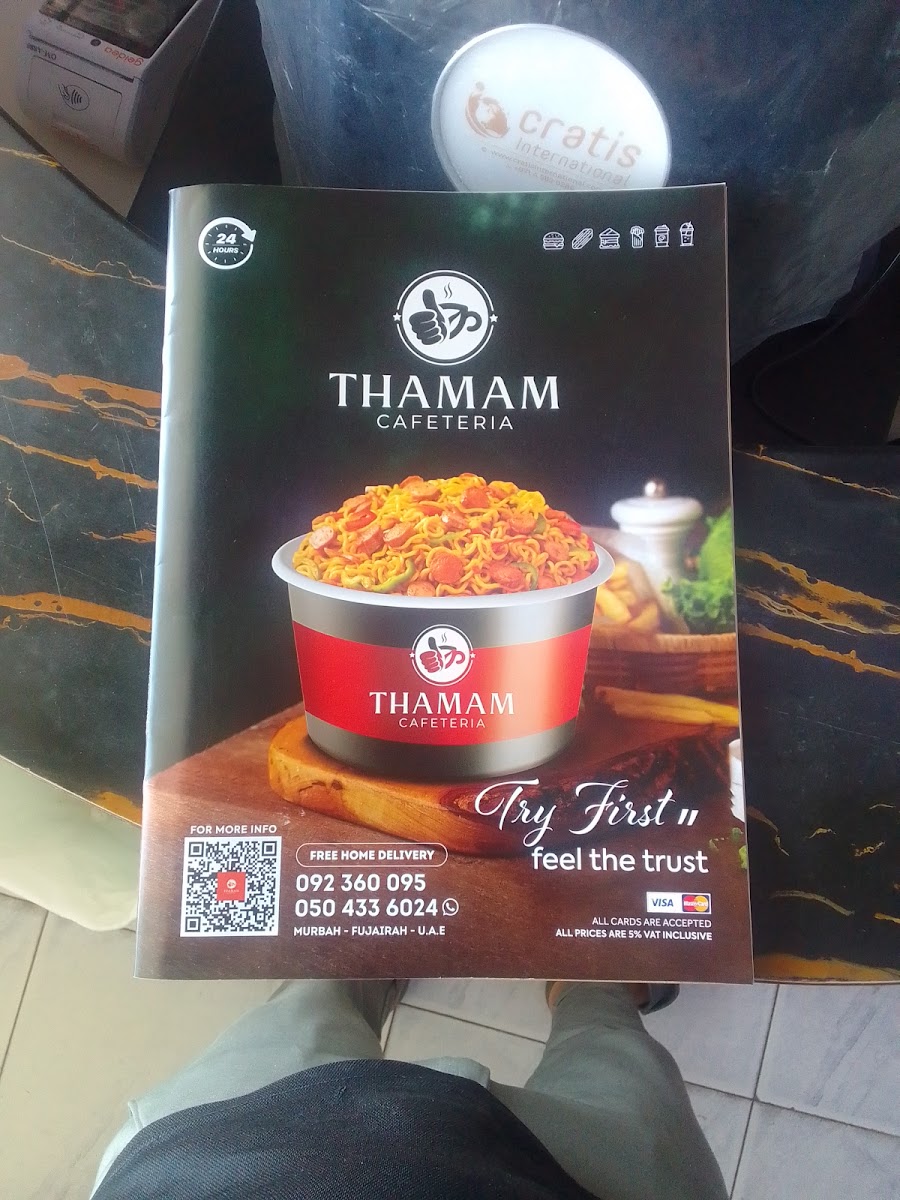 geidea
cratis
international
24
HOURS
THAMAM
CAFETERIA
THAMAM
CAFETERIA
Try First "
feel the trust
FOR MORE INFO
FREE HOME DELIVERY
092 360 095
050 433 6024
MURBAH - FUJAIRAH - U.A.E
VISA
MasterCard
ALL CARDS ARE ACCEPTED
ALL PRICES ARE 5% VAT INCLUSIVE